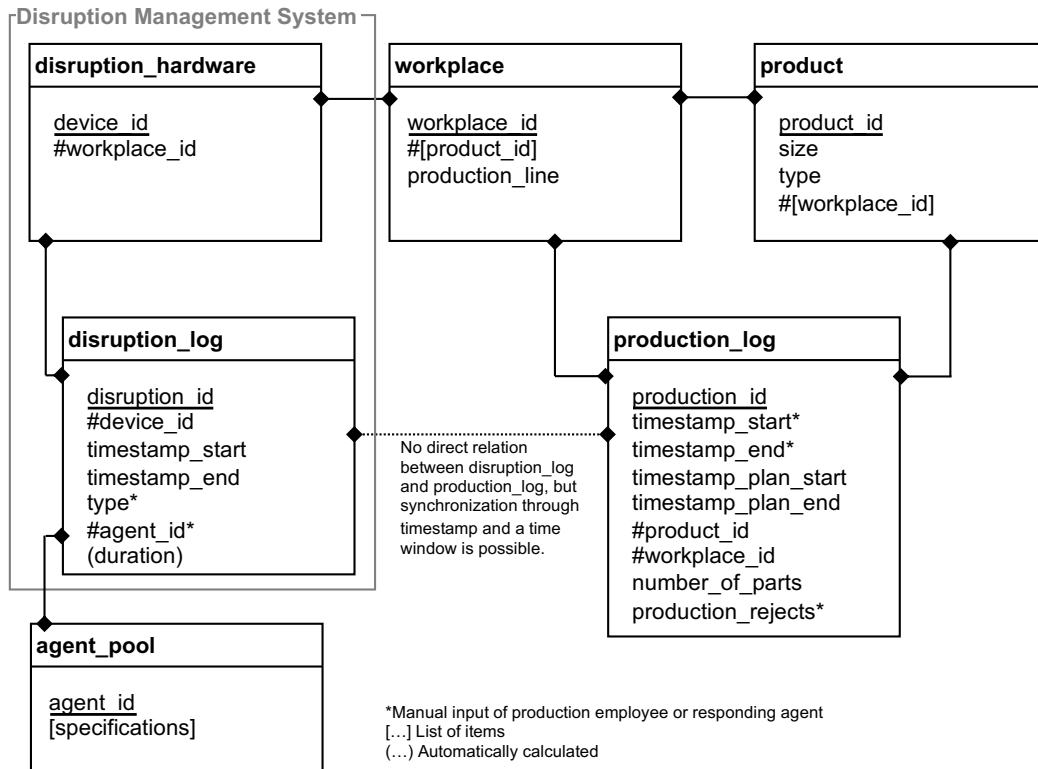 Disruption Management System
disruption_hardware
device_id
#workplace_id
workplace
workplace_id
#[product_id]
production_line
product
product_id
size
type
#[workplace_id]
disruption_log
disruption_id
#device_id
timestamp_start
timestamp_end
type*
#agent_id*
(duration)
No direct relation
between disruption_log
and production_log, but
synchronization through
timestamp and a time
window is possible.
production_log
production_id
timestamp_start*
timestamp_end*
timestamp_plan_start
timestamp_plan_end
#product_id
#workplace_id
number_of_parts
production_rejects*
agent_pool
agent_id
[specifications]
*Manual input of production employee or responding agent
[…] List of items
(…) Automatically calculated